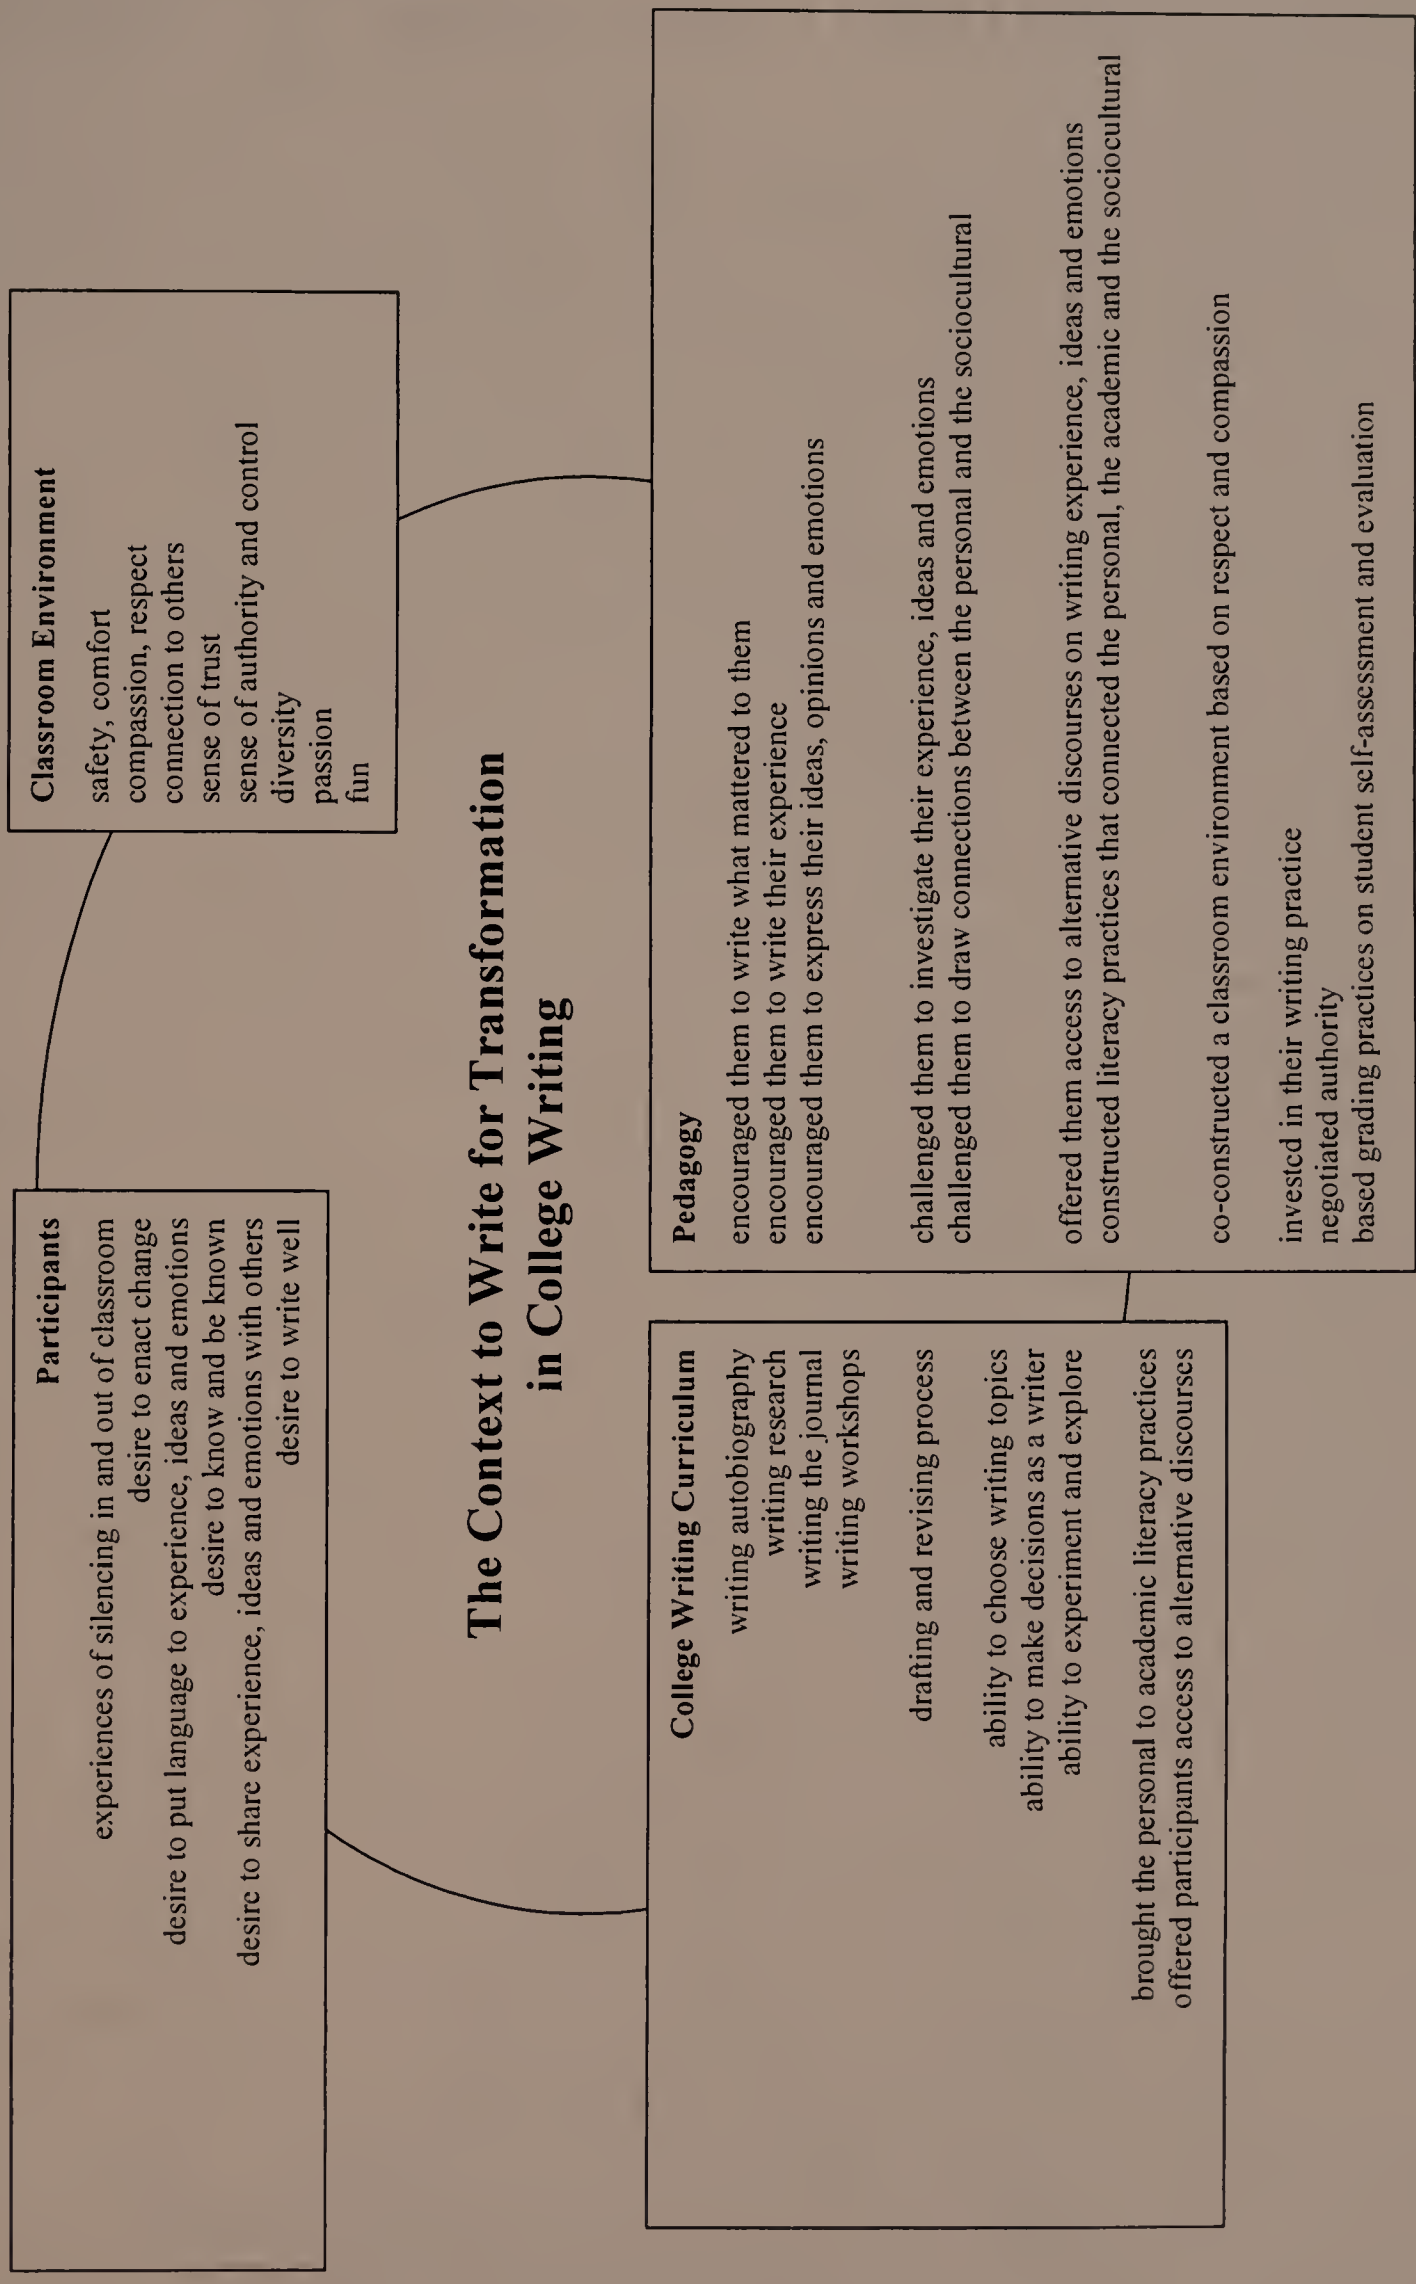 Participants
experiences of silencing in and out of classroom
desire to enact change
desire to put language to experience, ideas and emotions
desire to know and be known
desire to share experience, ideas and emotions with others
desire to write well
Classroom Environment
safety, comfort
compassion, respect
connection to others
sense of trust
sense of authority and control
diversity
passion
fun
The Context to Write for Transformation
in College Writing
College Writing Curriculum
writing autobiography
writing research
writing the journal
writing workshops
drafting and revising process
ability to choose writing topics
ability to make decisions as a writer
ability to experiment and explore
brought the personal to academic literacy practices
offered participants access to alternative discourses
Pedagogy
encouraged them to write what mattered to them
encouraged them to write their experience
encouraged them to express their ideas, opinions and emotions
challenged them to investigate their experience, ideas and emotions
challenged them to draw connections between the personal and the sociocultural
offered them access to alternative discourses on writing experience, ideas and emotions
constructed literacy practices that connected the personal, the academic and the sociocultural
co-constructed a classroom environment based on respect and compassion
invested in their writing practice
negotiated authority
based grading practices on student self-assessment and evaluation